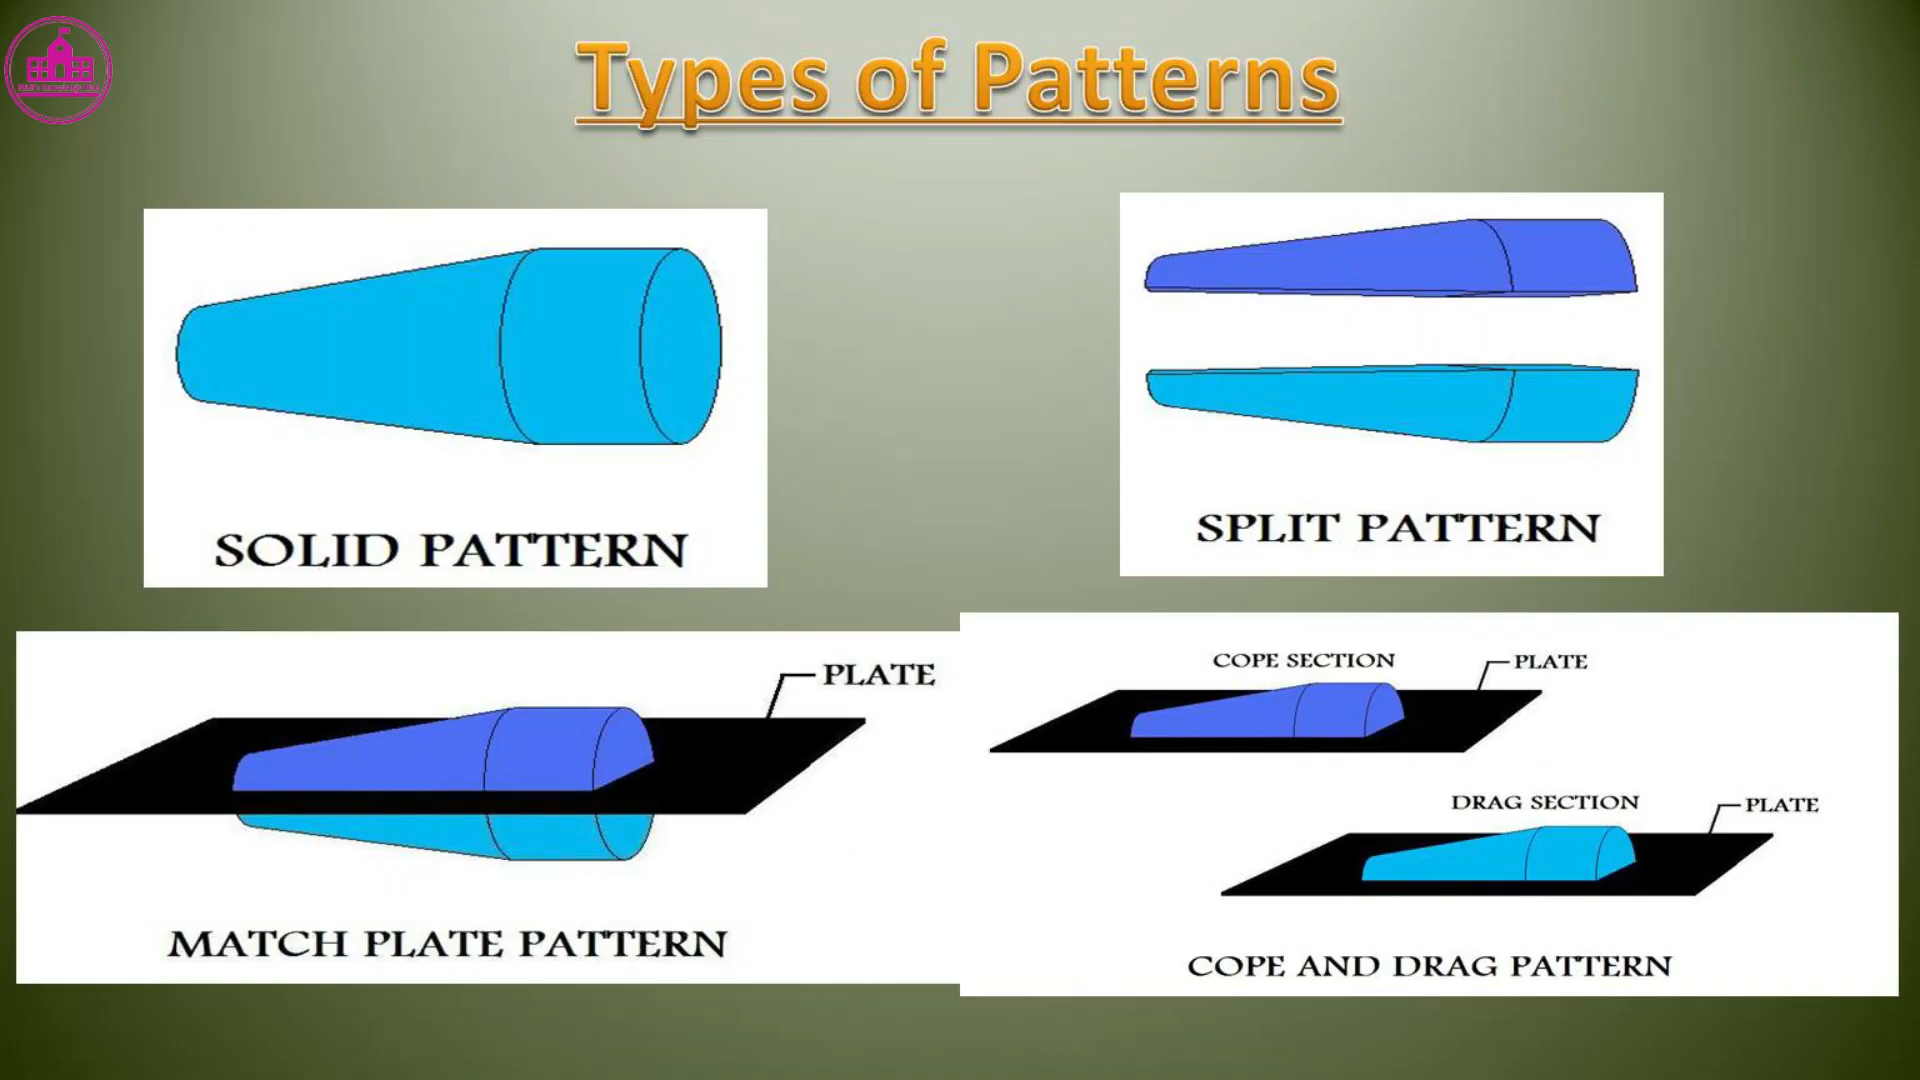 Types of Patterns
SOLID PATTERN
SPLIT PATTERN
PLATE
MATCH PLATE PATTERN
COPE SECTION
PLATE
DRAG SECTION
PLATE
COPE AND DRAG PATTERN